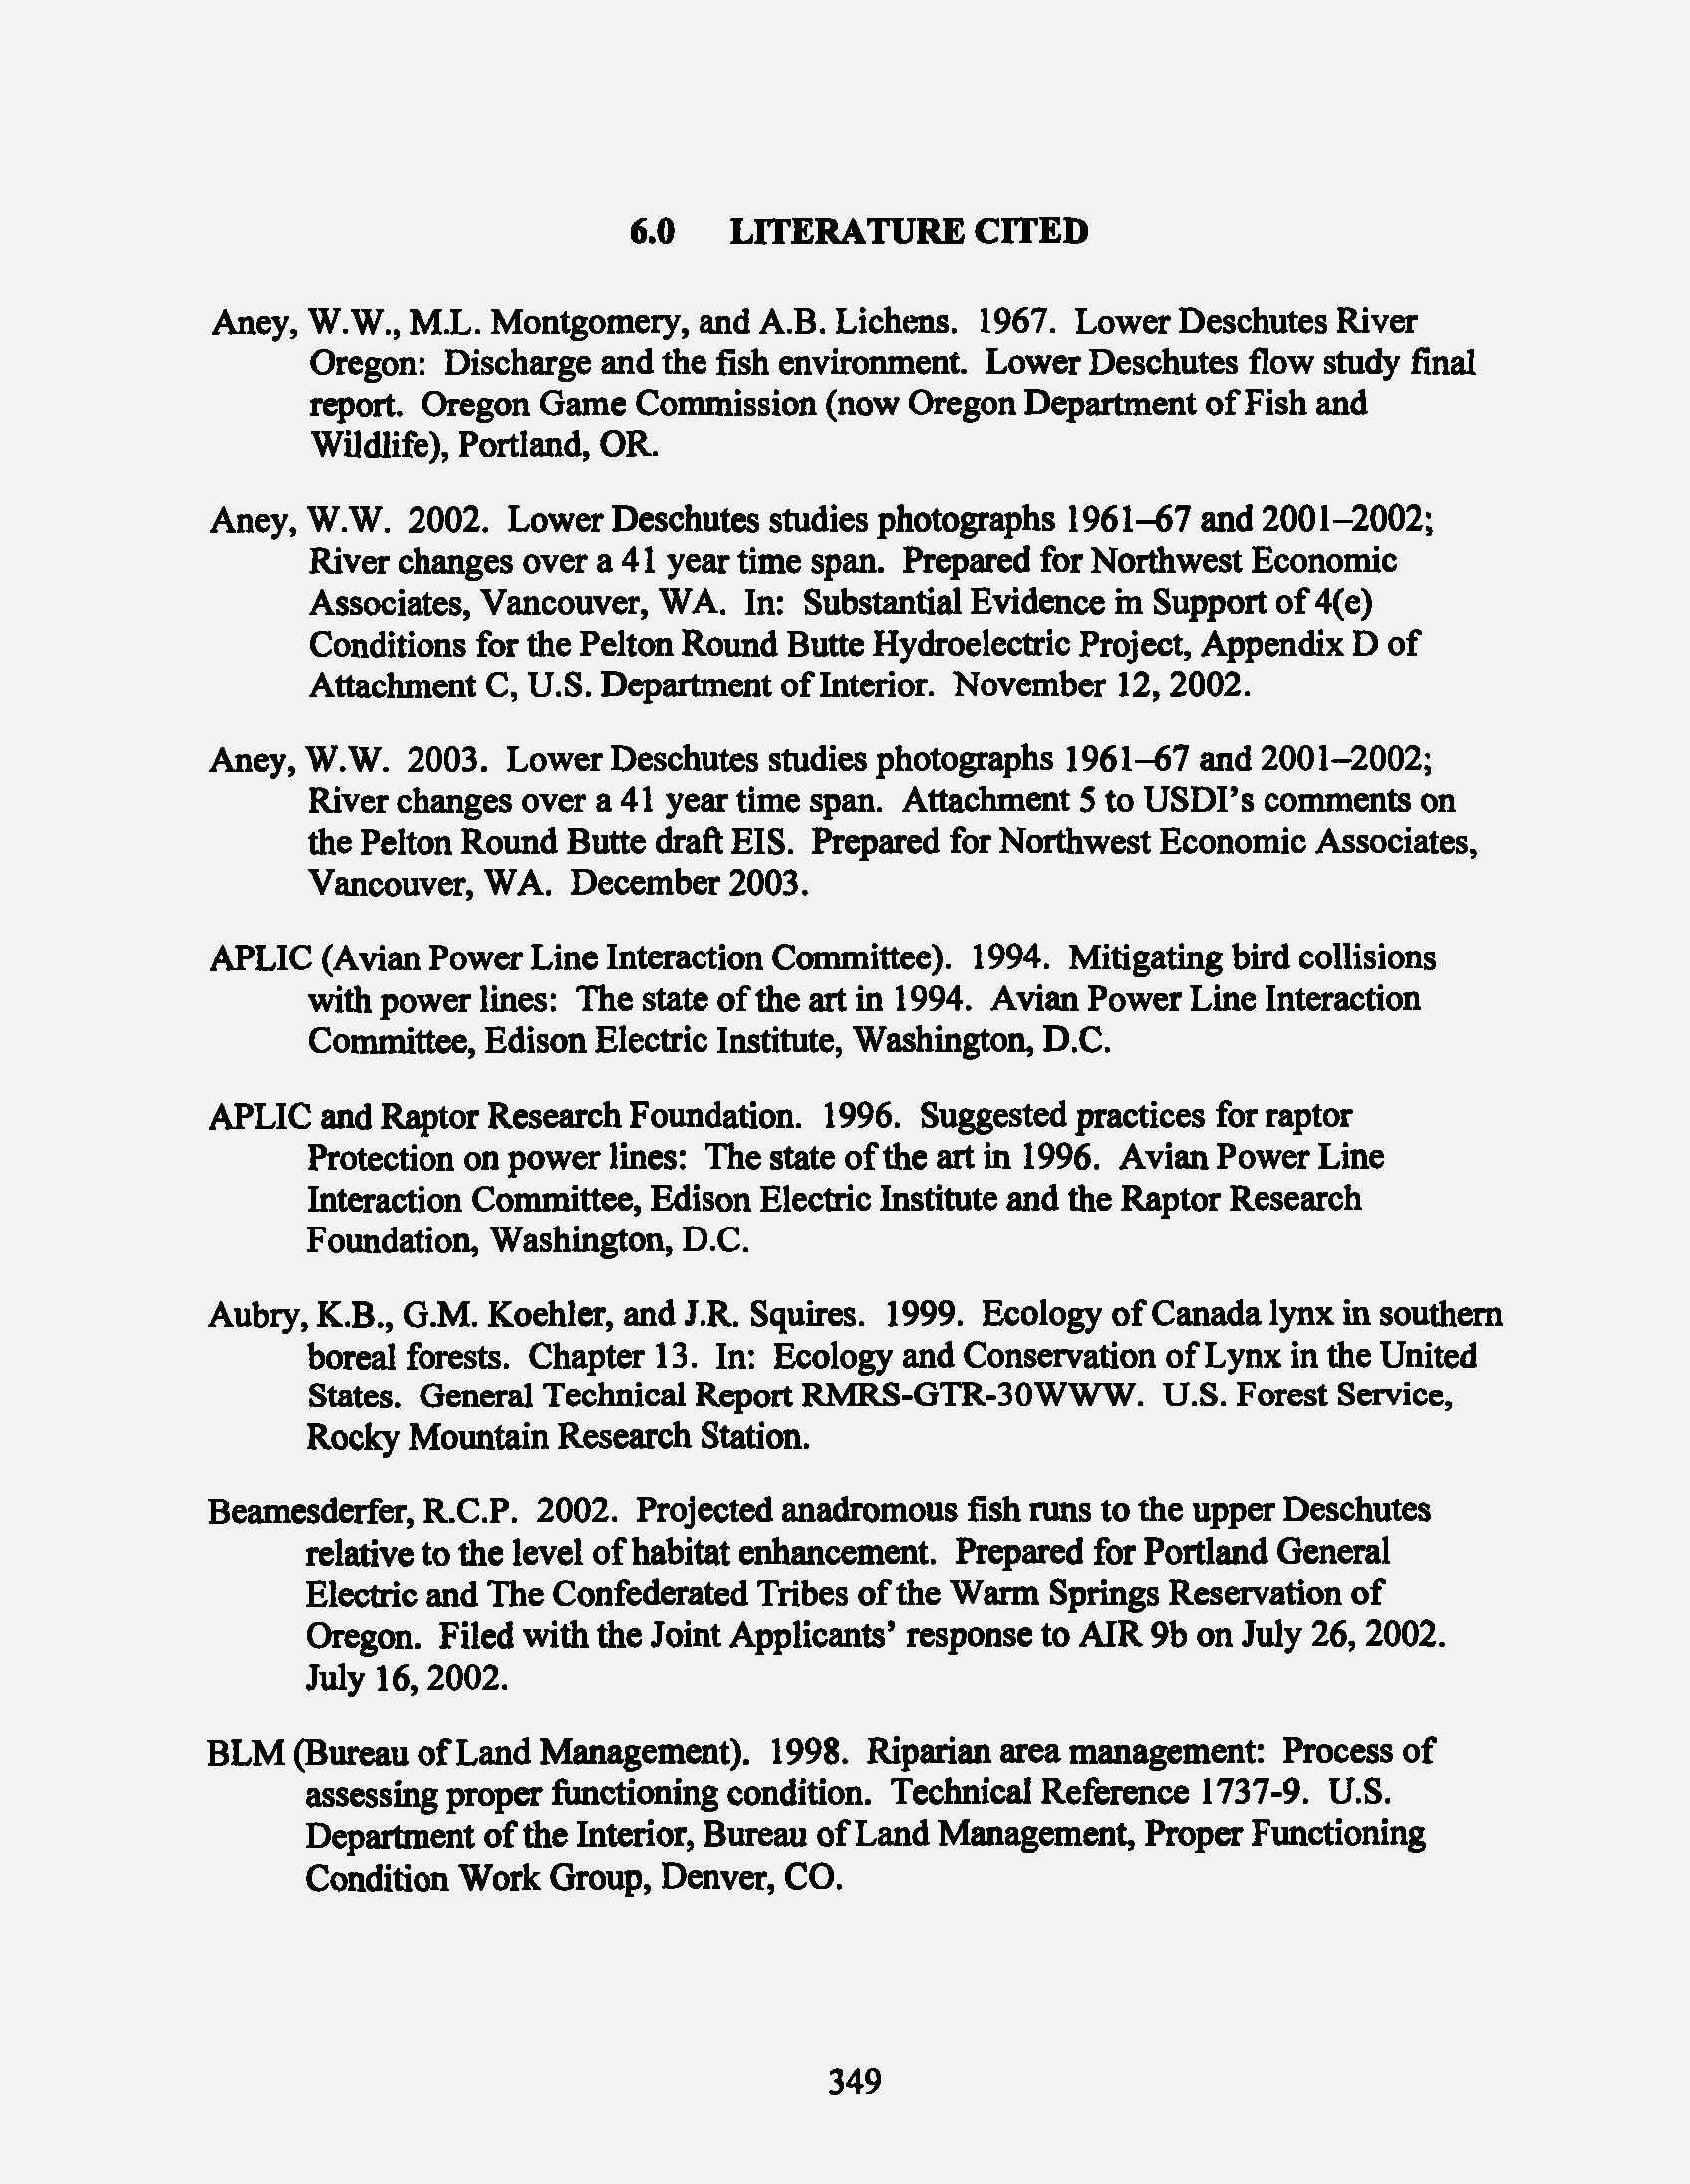 6.0 LITERATURE CITED
Aney, W.W., M.L. Montgomery, and A.B. Lichens. 1967. Lower Deschutes River
Oregon: Discharge and the fish environment. Lower Deschutes flow study final
report. Oregon Game Commission (now Oregon Department of Fish and
Wildlife), Portland, OR.
Aney, W.W. 2002. Lower Deschutes studies photographs 1961–67 and 2001–2002;
River changes over a 41 year time span. Prepared for Northwest Economic
Associates, Vancouver, WA. In: Substantial Evidence in Support of 4(e)
Conditions for the Pelton Round Butte Hydroelectric Project, Appendix D of
Attachment C, U.S. Department of Interior. November 12, 2002.
Aney, W.W. 2003. Lower Deschutes studies photographs 1961–67 and 2001–2002;
River changes over a 41 year time span. Attachment 5 to USDI's comments on
the Pelton Round Butte draft EIS. Prepared for Northwest Economic Associates,
Vancouver, WA. December 2003.
APLIC (Avian Power Line Interaction Committee). 1994. Mitigating bird collisions
with power lines: The state of the art in 1994. Avian Power Line Interaction
Committee, Edison Electric Institute, Washington, D.C.
APLIC and Raptor Research Foundation. 1996. Suggested practices for raptor
Protection on power lines: The state of the art in 1996. Avian Power Line
Interaction Committee, Edison Electric Institute and the Raptor Research
Foundation, Washington, D.C.
Aubry, K.B., G.M. Koehler, and J.R. Squires. 1999. Ecology of Canada lynx in southern
boreal forests. Chapter 13. In: Ecology and Conservation of Lynx in the United
States. General Technical Report RMRS-GTR-30WWW. U.S. Forest Service,
Rocky Mountain Research Station.
Beamesderfer, R.C.P. 2002. Projected anadromous fish runs to the upper Deschutes
relative to the level of habitat enhancement. Prepared for Portland General
Electric and The Confederated Tribes of the Warm Springs Reservation of
Oregon. Filed with the Joint Applicants' response to AIR 9b on July 26, 2002.
July 16, 2002.
BLM (Bureau of Land Management). 1998. Riparian area management: Process of
assessing proper functioning condition. Technical Reference 1737-9. U.S.
Department of the Interior, Bureau of Land Management, Proper Functioning
Condition Work Group, Denver, CO.
349